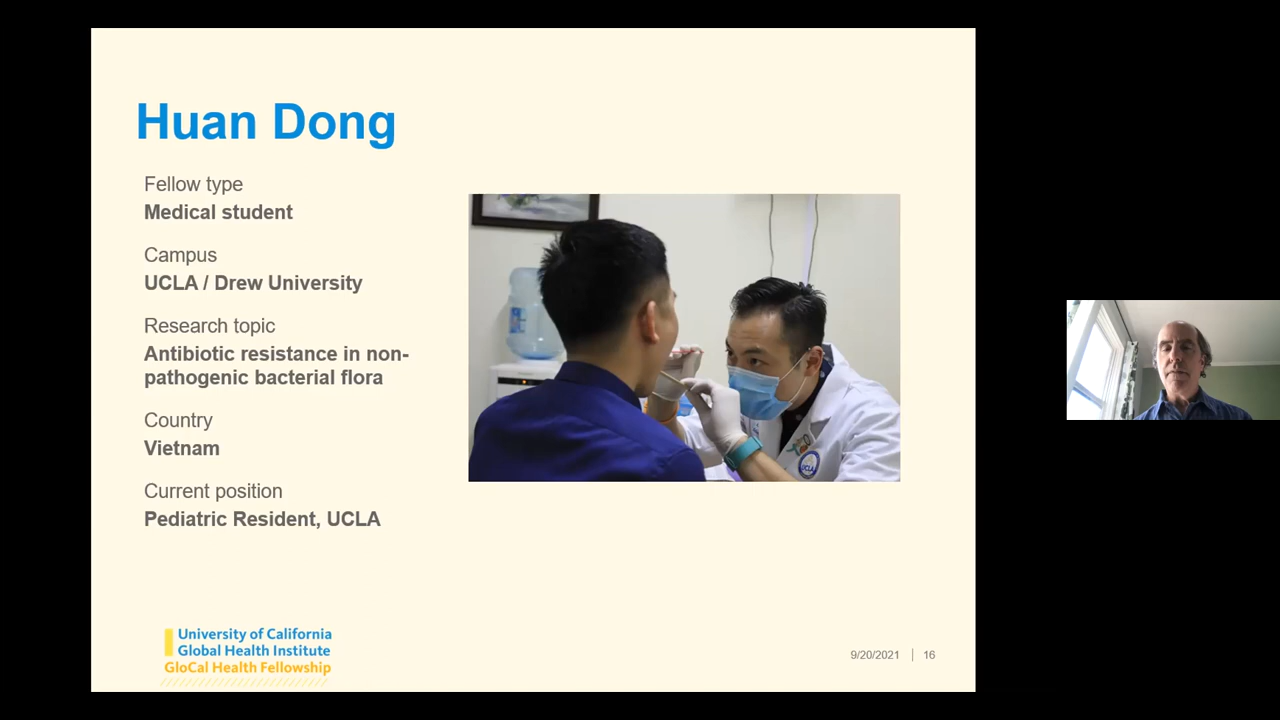 Huan Dong
Fellow type
Medical student
Campus
UCLA / Drew University
Research topic
Antibiotic resistance in non-
pathogenic bacterial flora
Country
Vietnam
Current position
Pediatric Resident, UCLA
UCLA
University of California
Global Health Institute
GloCal Health Fellowship
9/20/2021 | 16